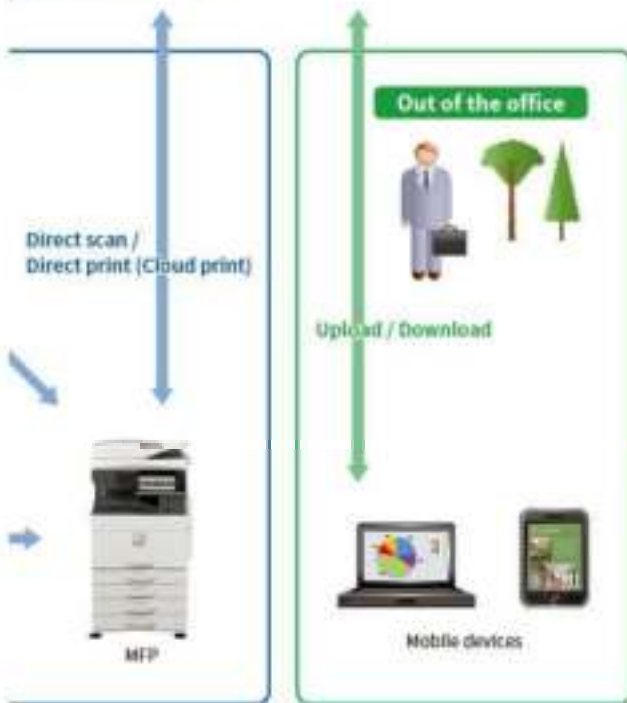 Out of the office
Direct scan /
Direct print (Cloud print)
Upload / Download
MFP
Mobile devices